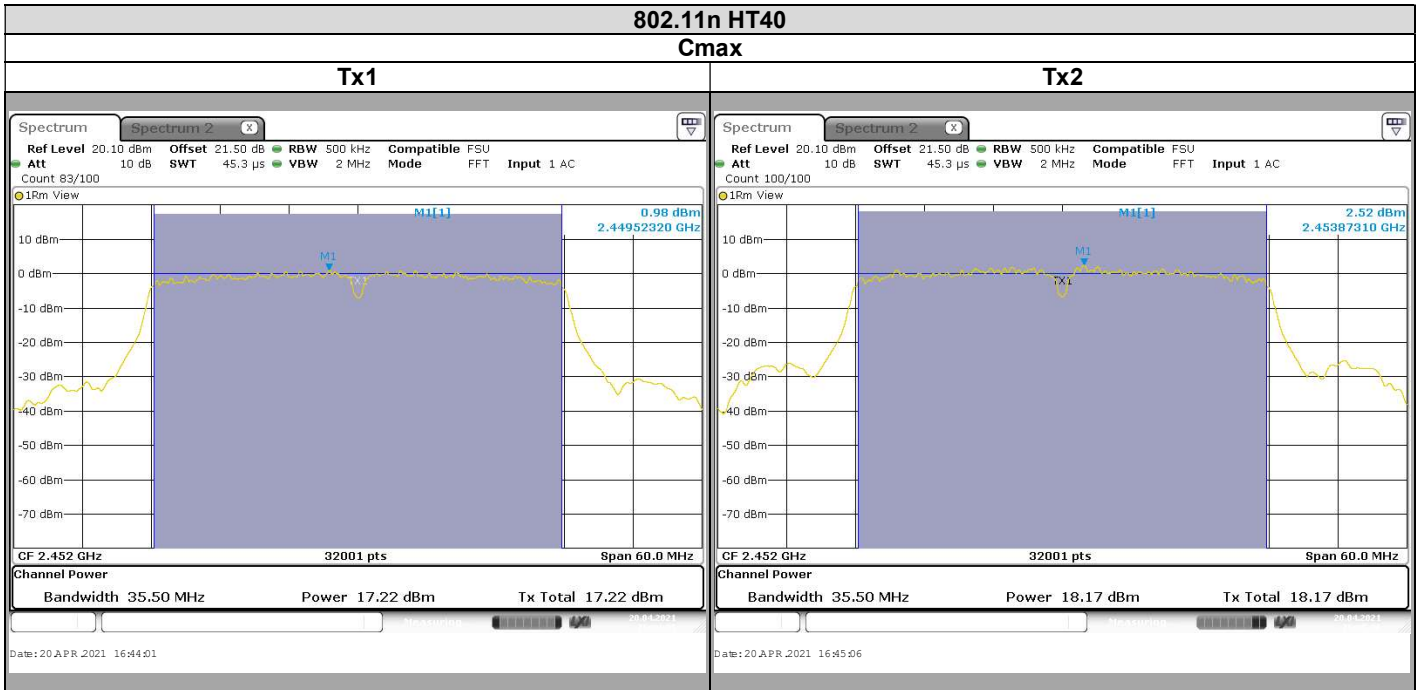 802.11n HT40
Cmax
Tx1
Tx2
Spectrum
Spectrum 2 X
Ref Level 20.10 dBm Offset 21.50 dB RBW 500 kHz Compatible FSU
Att 10 dB SWT 45.3 µs VBW 2 MHz Mode FFT Input 1 AC
Count 83/100
1Rm View
M1[1] 0.98 dBm
2.44952320 GHz
10 dBm
M1
0 dBm
TX1
-10 dBm
-20 dBm
-30 dBm
-40 dBm
-50 dBm
-60 dBm
-70 dBm
CF 2.452 GHz 32001 pts Span 60.0 MHz
Channel Power
Bandwidth 35.50 MHz Power 17.22 dBm Tx Total 17.22 dBm
Measuring 20.04.2021
Date: 20.APR.2021 16:44:01
Spectrum
Spectrum 2 X
Ref Level 20.10 dBm Offset 21.50 dB RBW 500 kHz Compatible FSU
Att 10 dB SWT 45.3 µs VBW 2 MHz Mode FFT Input 1 AC
Count 100/100
1Rm View
M1[1] 2.52 dBm
2.45387310 GHz
10 dBm
M1
0 dBm
TX1
-10 dBm
-20 dBm
-30 dBm
-40 dBm
-50 dBm
-60 dBm
-70 dBm
CF 2.452 GHz 32001 pts Span 60.0 MHz
Channel Power
Bandwidth 35.50 MHz Power 18.17 dBm Tx Total 18.17 dBm
Measuring 20.04.2021
Date: 20.APR.2021 16:45:06